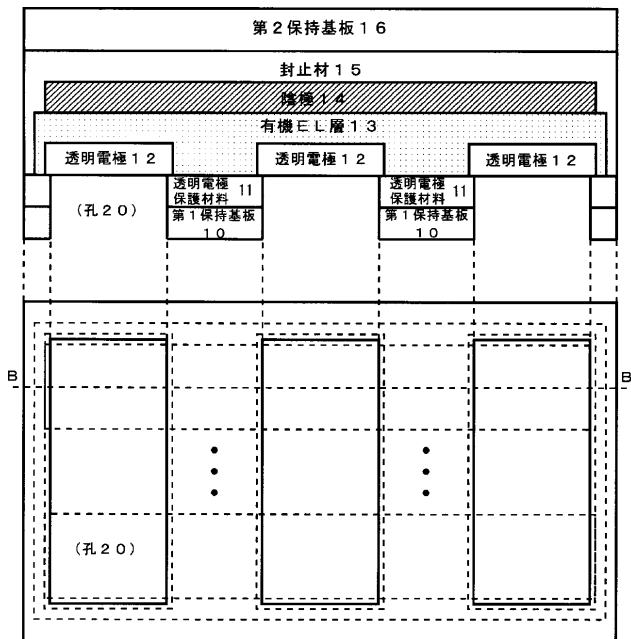 第2保持基板16
封止材15
陰極14
有機EL層13
透明電極12
透明電極12
透明電極12
(孔20)
透明電極
保護材料 11
第1保持基板
10
透明電極
保護材料 11
第1保持基板
10
B
B
(孔20)